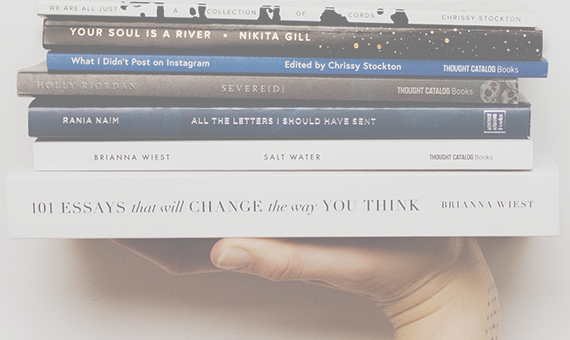 WE ARE ALL JUST A COLLECTION OF CORDS CHRISSY STOCKTON
YOUR SOUL IS A RIVER • NIKITA GILL
What I Didn't Post on Instagram Edited by Chrissy Stockton THOUGHT CATALOG Books
HOLLY RIORDAN SEVERE(D) THOUGHT CATALOG Books
RANIA NAIM ALL THE LETTERS I SHOULD HAVE SENT
BRIANNA WIEST SALT WATER THOUGHT CATALOG Books
101 ESSAYS that will CHANGE the way YOU THINK BRIANNA WIEST